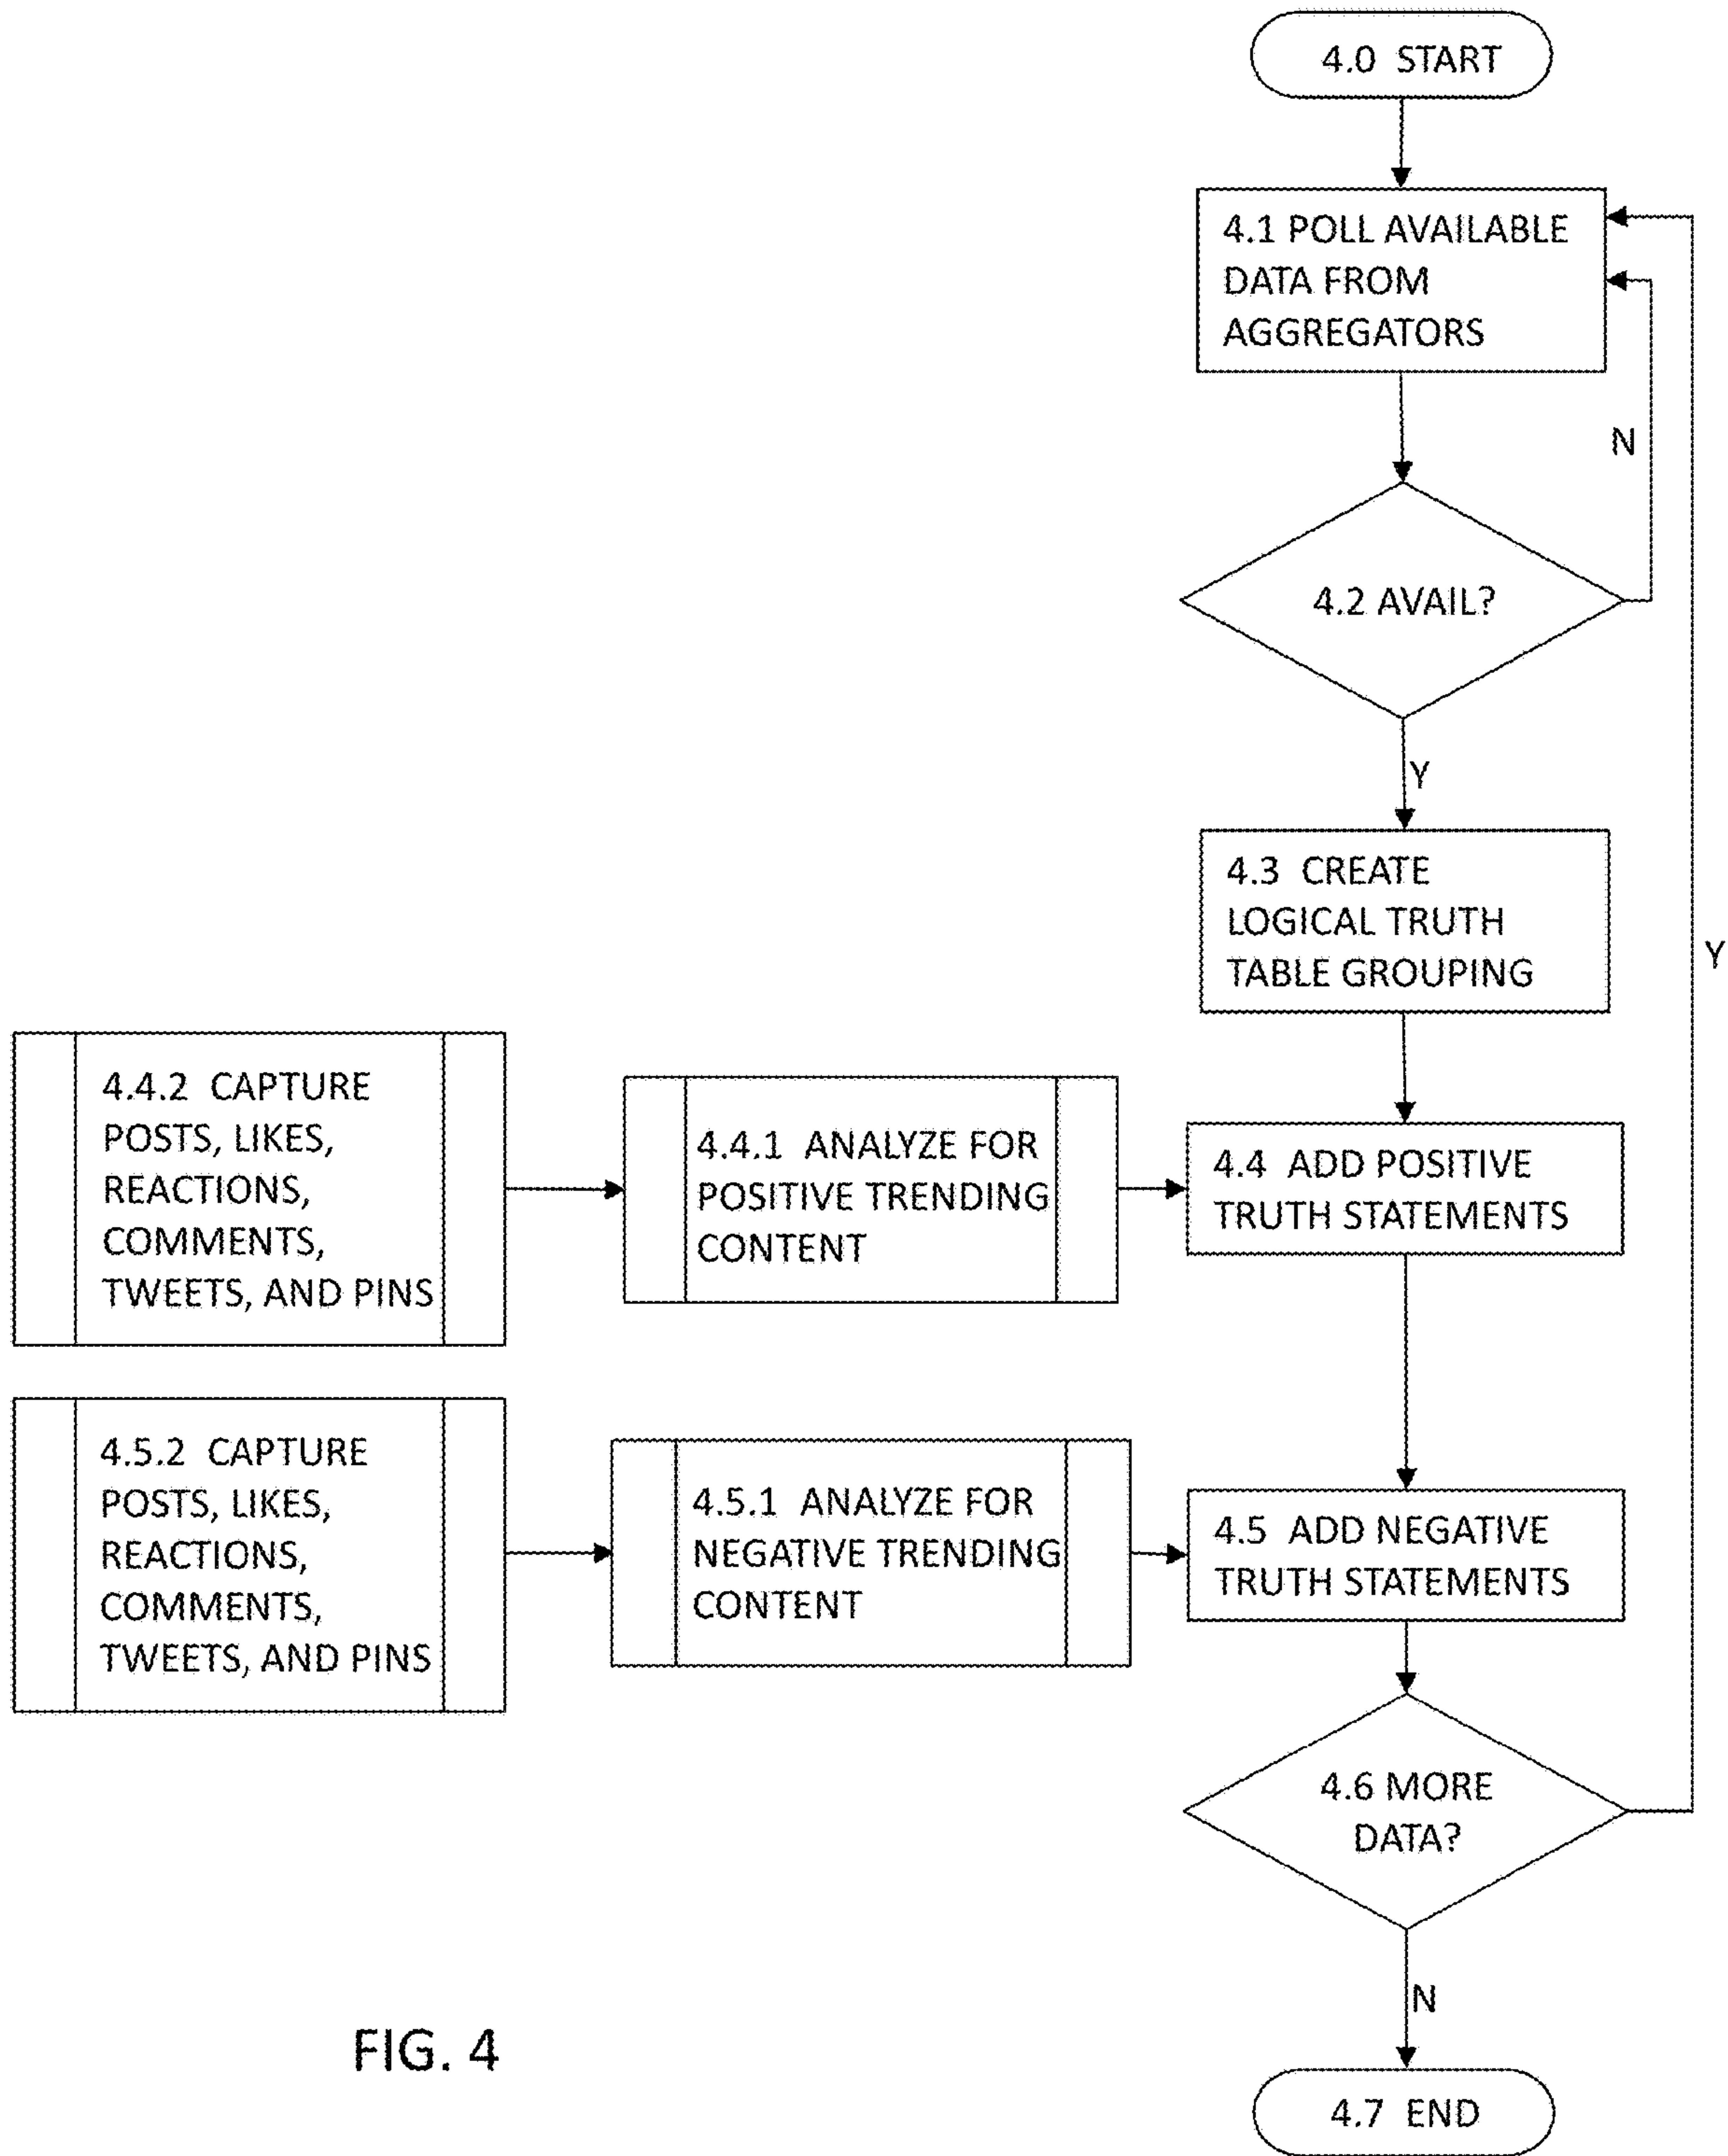 4.0 START
4.1 POLL AVAILABLE
DATA FROM
AGGREGATORS
N
4.2 AVAIL?
Y
4.3 CREATE
LOGICAL TRUTH
TABLE GROUPING
Y
4.4.2 CAPTURE
POSTS, LIKES,
REACTIONS,
COMMENTS,
TWEETS, AND PINS
4.4.1 ANALYZE FOR
POSITIVE TRENDING
CONTENT
4.4 ADD POSITIVE
TRUTH STATEMENTS
4.5.2 CAPTURE
POSTS, LIKES,
REACTIONS,
COMMENTS,
TWEETS, AND PINS
4.5.1 ANALYZE FOR
NEGATIVE TRENDING
CONTENT
4.5 ADD NEGATIVE
TRUTH STATEMENTS
4.6 MORE
DATA?
N
4.7 END
FIG. 4